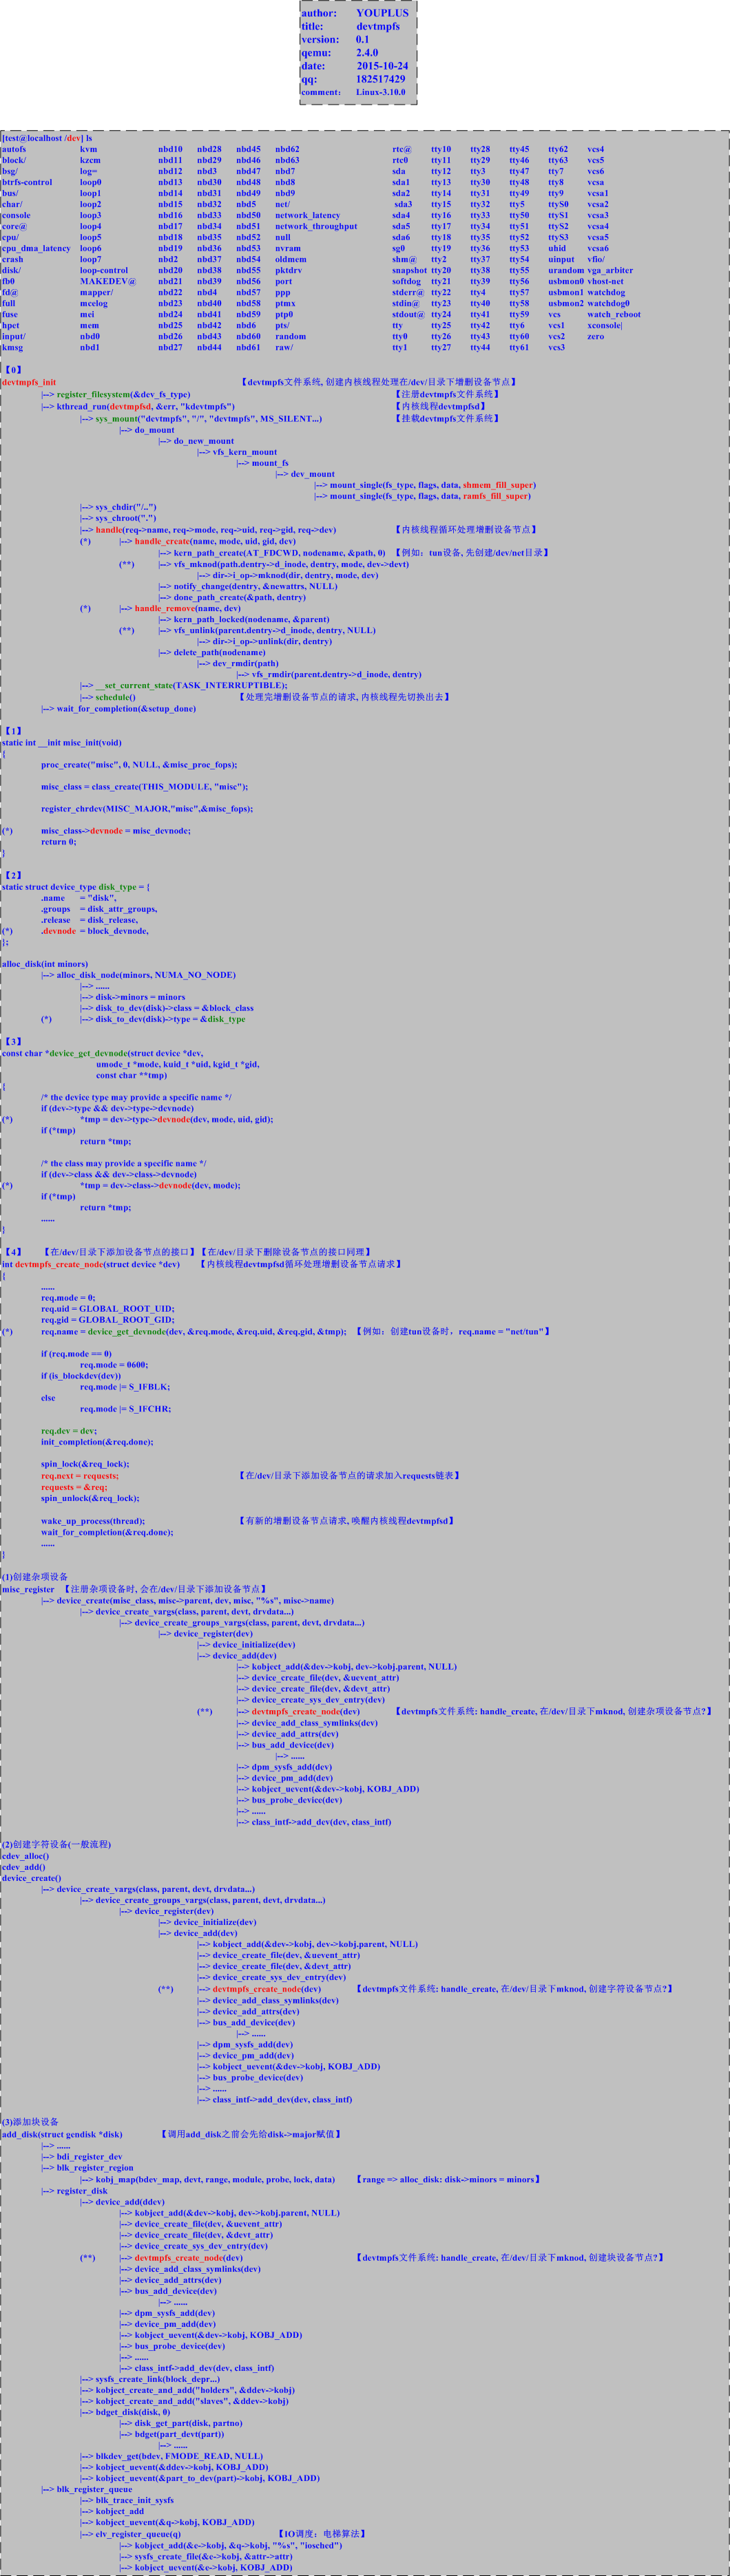 author: YOUPLUS
title: devtmpfs
version: 0.1
qemu: 2.4.0
date: 2015-10-24
qq: 182517429
comment: Linux-3.10.0
[test@localhost /dev] ls
autofs kvm nbd10 nbd28 nbd45 nbd62 rtc@ tty10 tty28 tty45 tty62 vcs4
block/ kzcm nbd11 nbd29 nbd46 nbd63 rtc0 tty11 tty29 tty46 tty63 vcs5
bsg/ log= nbd12 nbd3 nbd47 nbd7 sda tty12 tty3 tty47 tty7 vcs6
btrfs-control loop0 nbd13 nbd30 nbd48 nbd8 sda1 tty13 tty30 tty48 tty8 vcsa
bus/ loop1 nbd14 nbd31 nbd49 nbd9 sda2 tty14 tty31 tty49 tty9 vcsa1
char/ loop2 nbd15 nbd32 nbd5 net/ sda3 tty15 tty32 tty5 ttyS0 vcsa2
console loop3 nbd16 nbd33 nbd50 network_latency sda4 tty16 tty33 tty50 ttyS1 vcsa3
core@ loop4 nbd17 nbd34 nbd51 network_throughput sda5 tty17 tty34 tty51 ttyS2 vcsa4
cpu/ loop5 nbd18 nbd35 nbd52 null sda6 tty18 tty35 tty52 ttyS3 vcsa5
cpu_dma_latency loop6 nbd19 nbd36 nbd53 nvram sg0 tty19 tty36 tty53 uhid vcsa6
crash loop7 nbd2 nbd37 nbd54 oldmem shm@ tty2 tty37 tty54 uinput vfio/
disk/ loop-control nbd20 nbd38 nbd55 pktdrv snapshot tty20 tty38 tty55 urandom vga_arbiter
fb0 MAKEDEV@ nbd21 nbd39 nbd56 port softdog tty21 tty39 tty56 usbmon0 vhost-net
fd@ mapper/ nbd22 nbd4 nbd57 ppp stderr@ tty22 tty4 tty57 usbmon1 watchdog
full mcelog nbd23 nbd40 nbd58 ptmx stdin@ tty23 tty40 tty58 usbmon2 watchdog0
fuse mei nbd24 nbd41 nbd59 ptp0 stdout@ tty24 tty41 tty59 vcs watch_reboot
hpet mem nbd25 nbd42 nbd6 pts/ tty tty25 tty42 tty6 vcs1 xconsole|
input/ nbd0 nbd26 nbd43 nbd60 random tty0 tty26 tty43 tty60 vcs2 zero
kmsg nbd1 nbd27 nbd44 nbd61 raw/ tty1 tty27 tty44 tty61 vcs3
【0】
devtmpfs_init 【devtmpfs文件系统, 创建内核线程处理在/dev/目录下增删设备节点】
|--> register_filesystem(&dev_fs_type) 【注册devtmpfs文件系统】
|--> kthread_run(devtmpfsd, &err, "kdevtmpfs") 【内核线程devtmpfsd】
|--> sys_mount("devtmpfs", "/", "devtmpfs", MS_SILENT...) 【挂载devtmpfs文件系统】
|--> do_mount
|--> do_new_mount
|--> vfs_kern_mount
|--> mount_fs
|--> dev_mount
|--> mount_single(fs_type, flags, data, shmem_fill_super)
|--> mount_single(fs_type, flags, data, ramfs_fill_super)
|--> sys_chdir("/..")
|--> sys_chroot(".")
|--> handle(req->name, req->mode, req->uid, req->gid, req->dev) 【内核线程循环处理增删设备节点】
(*) |--> handle_create(name, mode, uid, gid, dev)
|--> kern_path_create(AT_FDCWD, nodename, &path, 0) 【例如：tun设备, 先创建/dev/net目录】
(**) |--> vfs_mknod(path.dentry->d_inode, dentry, mode, dev->devt)
|--> dir->i_op->mknod(dir, dentry, mode, dev)
|--> notify_change(dentry, &newattrs, NULL)
|--> done_path_create(&path, dentry)
(*) |--> handle_remove(name, dev)
|--> kern_path_locked(nodename, &parent)
(**) |--> vfs_unlink(parent.dentry->d_inode, dentry, NULL)
|--> dir->i_op->unlink(dir, dentry)
|--> delete_path(nodename)
|--> dev_rmdir(path)
|--> vfs_rmdir(parent.dentry->d_inode, dentry)
|--> __set_current_state(TASK_INTERRUPTIBLE);
|--> schedule() 【处理完增删设备节点的请求, 内核线程先切换出去】
|--> wait_for_completion(&setup_done)
【1】
static int __init misc_init(void)
{
proc_create("misc", 0, NULL, &misc_proc_fops);
misc_class = class_create(THIS_MODULE, "misc");
register_chrdev(MISC_MAJOR,"misc",&misc_fops);
(*) misc_class->devnode = misc_devnode;
return 0;
}
【2】
static struct device_type disk_type = {
.name = "disk",
.groups = disk_attr_groups,
.release = disk_release,
(*) .devnode = block_devnode,
};
alloc_disk(int minors)
|--> alloc_disk_node(minors, NUMA_NO_NODE)
|--> ......
|--> disk->minors = minors
|--> disk_to_dev(disk)->class = &block_class
(*) |--> disk_to_dev(disk)->type = &disk_type
【3】
const char *device_get_devnode(struct device *dev,
umode_t *mode, kuid_t *uid, kgid_t *gid,
const char **tmp)
{
/* the device type may provide a specific name */
if (dev->type && dev->type->devnode)
(*) *tmp = dev->type->devnode(dev, mode, uid, gid);
if (*tmp)
return *tmp;
/* the class may provide a specific name */
if (dev->class && dev->class->devnode)
(*) *tmp = dev->class->devnode(dev, mode);
if (*tmp)
return *tmp;
......
}
【4】 【在/dev/目录下添加设备节点的接口】【在/dev/目录下删除设备节点的接口同理】
int devtmpfs_create_node(struct device *dev) 【内核线程devtmpfsd循环处理增删设备节点请求】
{
......
req.mode = 0;
req.uid = GLOBAL_ROOT_UID;
req.gid = GLOBAL_ROOT_GID;
(*) req.name = device_get_devnode(dev, &req.mode, &req.uid, &req.gid, &tmp); 【例如：创建tun设备时，req.name = "net/tun"】
if (req.mode == 0)
req.mode = 0600;
if (is_blockdev(dev))
req.mode |= S_IFBLK;
else
req.mode |= S_IFCHR;
req.dev = dev;
init_completion(&req.done);
spin_lock(&req_lock);
req.next = requests; 【在/dev/目录下添加设备节点的请求加入requests链表】
requests = &req;
spin_unlock(&req_lock);
wake_up_process(thread); 【有新的增删设备节点请求, 唤醒内核线程devtmpfsd】
wait_for_completion(&req.done);
......
}
(1)创建杂项设备
misc_register 【注册杂项设备时, 会在/dev/目录下添加设备节点】
|--> device_create(misc_class, misc->parent, dev, misc, "%s", misc->name)
|--> device_create_vargs(class, parent, devt, drvdata...)
|--> device_create_groups_vargs(class, parent, devt, drvdata...)
|--> device_register(dev)
|--> device_initialize(dev)
|--> device_add(dev)
|--> kobject_add(&dev->kobj, dev->kobj.parent, NULL)
|--> device_create_file(dev, &uevent_attr)
|--> device_create_file(dev, &devt_attr)
|--> device_create_sys_dev_entry(dev)
(**) |--> devtmpfs_create_node(dev) 【devtmpfs文件系统: handle_create, 在/dev/目录下mknod, 创建杂项设备节点?】
|--> device_add_class_symlinks(dev)
|--> device_add_attrs(dev)
|--> bus_add_device(dev)
|--> ......
|--> dpm_sysfs_add(dev)
|--> device_pm_add(dev)
|--> kobject_uevent(&dev->kobj, KOBJ_ADD)
|--> bus_probe_device(dev)
|--> ......
|--> class_intf->add_dev(dev, class_intf)
(2)创建字符设备(一般流程)
cdev_alloc()
cdev_add()
device_create()
|--> device_create_vargs(class, parent, devt, drvdata...)
|--> device_create_groups_vargs(class, parent, devt, drvdata...)
|--> device_register(dev)
|--> device_initialize(dev)
|--> device_add(dev)
|--> kobject_add(&dev->kobj, dev->kobj.parent, NULL)
|--> device_create_file(dev, &uevent_attr)
|--> device_create_file(dev, &devt_attr)
|--> device_create_sys_dev_entry(dev)
(**) |--> devtmpfs_create_node(dev) 【devtmpfs文件系统: handle_create, 在/dev/目录下mknod, 创建字符设备节点?】
|--> device_add_class_symlinks(dev)
|--> device_add_attrs(dev)
|--> bus_add_device(dev)
|--> ......
|--> dpm_sysfs_add(dev)
|--> device_pm_add(dev)
|--> kobject_uevent(&dev->kobj, KOBJ_ADD)
|--> bus_probe_device(dev)
|--> ......
|--> class_intf->add_dev(dev, class_intf)
(3)添加块设备
add_disk(struct gendisk *disk) 【调用add_disk之前会先给disk->major赋值】
|--> ......
|--> bdi_register_dev
|--> blk_register_region
|--> kobj_map(bdev_map, devt, range, module, probe, lock, data) 【range => alloc_disk: disk->minors = minors】
|--> register_disk
|--> device_add(ddev)
|--> kobject_add(&dev->kobj, dev->kobj.parent, NULL)
|--> device_create_file(dev, &uevent_attr)
|--> device_create_file(dev, &devt_attr)
|--> device_create_sys_dev_entry(dev)
(**) |--> devtmpfs_create_node(dev) 【devtmpfs文件系统: handle_create, 在/dev/目录下mknod, 创建块设备节点?】
|--> device_add_class_symlinks(dev)
|--> device_add_attrs(dev)
|--> bus_add_device(dev)
|--> ......
|--> dpm_sysfs_add(dev)
|--> device_pm_add(dev)
|--> kobject_uevent(&dev->kobj, KOBJ_ADD)
|--> bus_probe_device(dev)
|--> ......
|--> class_intf->add_dev(dev, class_intf)
|--> sysfs_create_link(block_depr...)
|--> kobject_create_and_add("holders", &ddev->kobj)
|--> kobject_create_and_add("slaves", &ddev->kobj)
|--> bdget_disk(disk, 0)
|--> disk_get_part(disk, partno)
|--> bdget(part_devt(part))
|--> ......
|--> blkdev_get(bdev, FMODE_READ, NULL)
|--> kobject_uevent(&ddev->kobj, KOBJ_ADD)
|--> kobject_uevent(&part_to_dev(part)->kobj, KOBJ_ADD)
|--> blk_register_queue
|--> blk_trace_init_sysfs
|--> kobject_add
|--> kobject_uevent(&q->kobj, KOBJ_ADD)
|--> elv_register_queue(q) 【IO调度：电梯算法】
|--> kobject_add(&e->kobj, &q->kobj, "%s", "iosched")
|--> sysfs_create_file(&e->kobj, &attr->attr)
|--> kobject_uevent(&e->kobj, KOBJ_ADD)